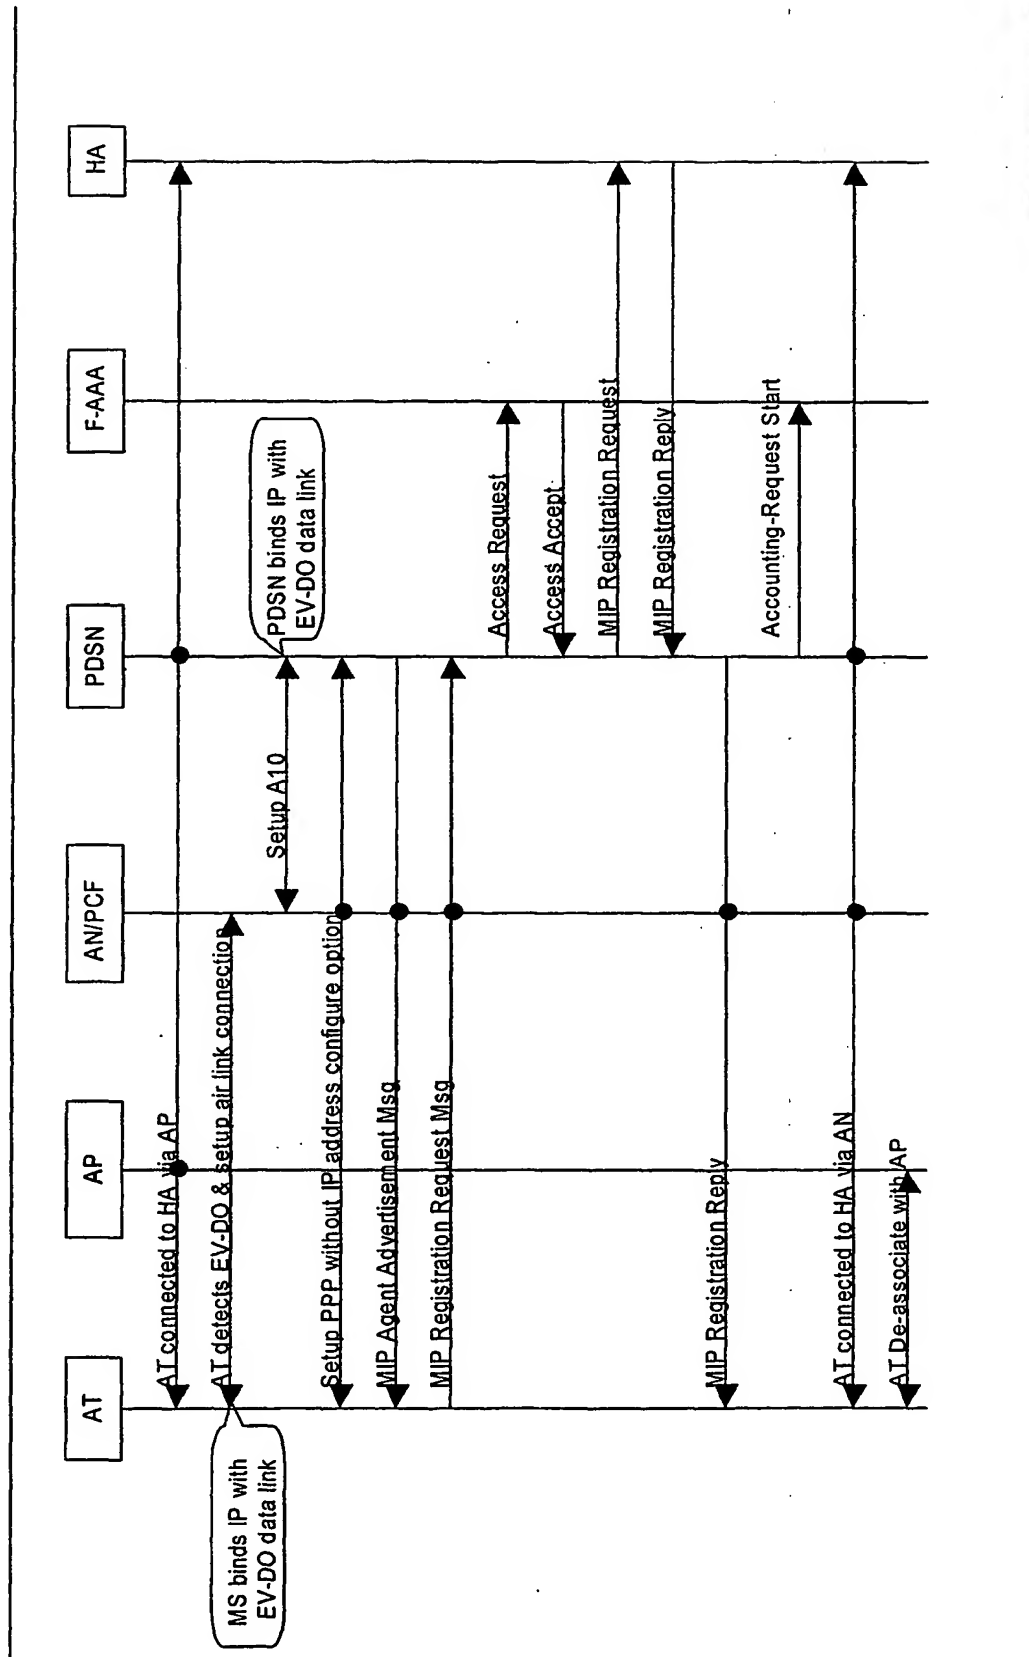 AT
AP
AN/PCF
PDSN
F-AAA
HA
AT connected to HA via AP
MS binds IP with
EV-DO data link
AT detects EV-DO & setup air link connection
PDSN binds IP with
EV-DO data link
Setup A10
Setup PPP without IP address configure option
MIP Agent Advertisement Msg
MIP Registration Request Msg
Access Request
Access Accept
MIP Registration Request
MIP Registration Reply
MIP Registration Reply
Accounting-Request Start
AT connected to HA via AN
AT De-associate with AP